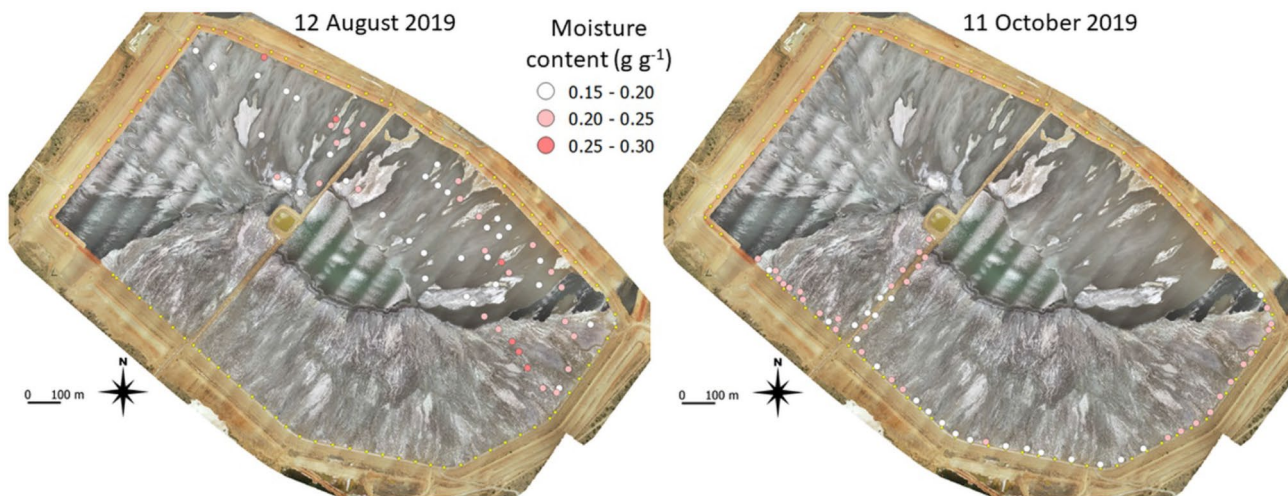 12 August 2019
Moisture
content (g g⁻¹)
0.15 - 0.20
0.20 - 0.25
0.25 - 0.30
11 October 2019
N
0 100 m
N
0 100 m